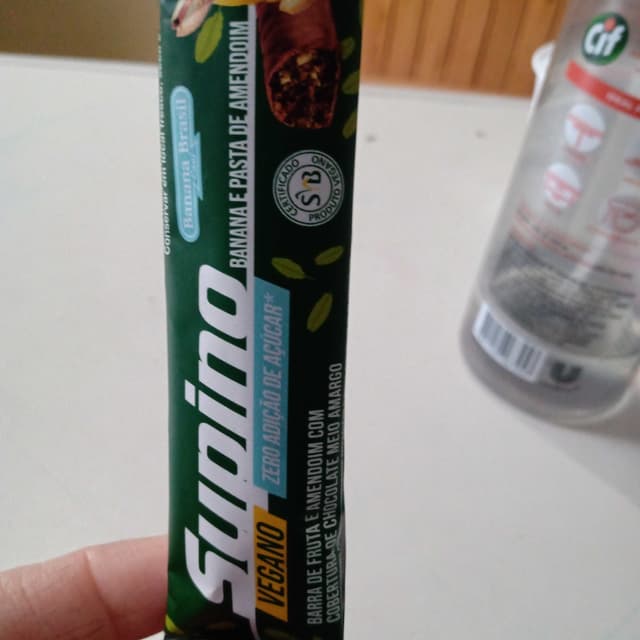 Banana Brasil
Supino
BANANA E PASTA DE AMENDOIM
ZERO ADIÇÃO DE AÇÚCAR*
VEGANO
BARRA DE FRUTA E AMENDOIM COM
COBERTURA DE CHOCOLATE MEIO AMARGO
CERTIFICADO
SVB
PRODUTO VEGANO
Cif